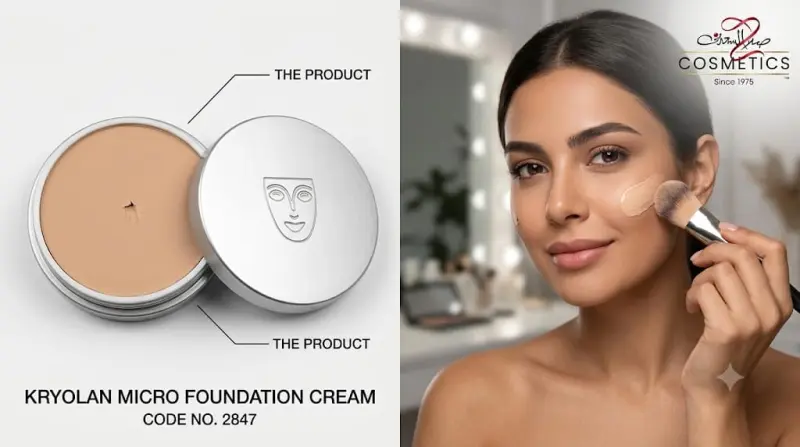 THE PRODUCT
THE PRODUCT
KRYOLAN MICRO FOUNDATION CREAM
CODE NO. 2847
COSMETICS
Since 1975